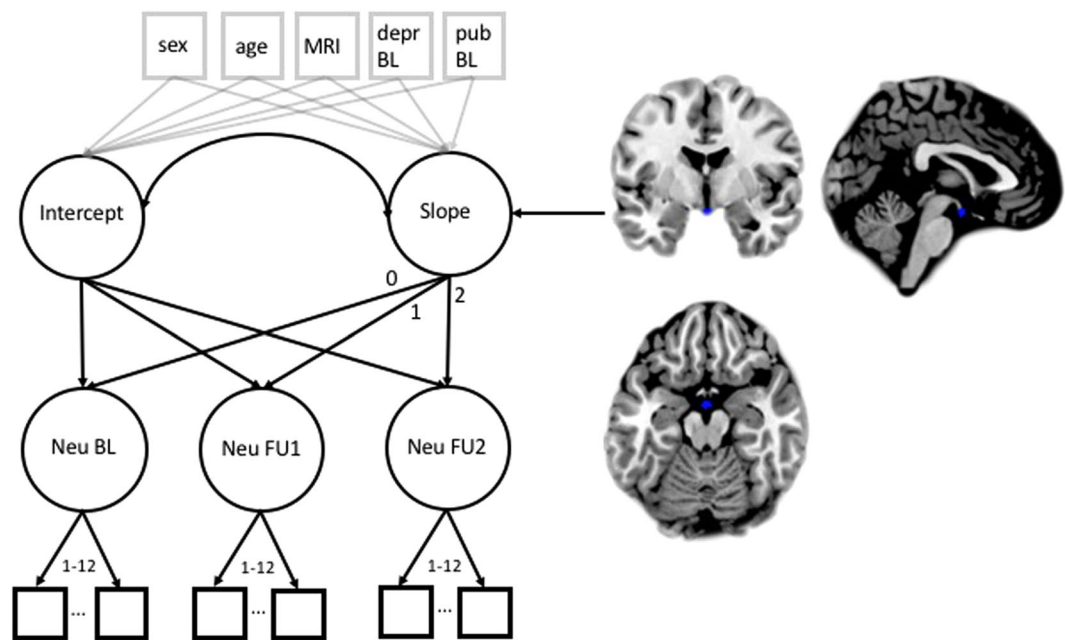 sex
age
MRI
depr
BL
pub
BL
Intercept
Slope
0
1
2
Neu BL
Neu FU1
Neu FU2
1-12
1-12
1-12
...
...
...